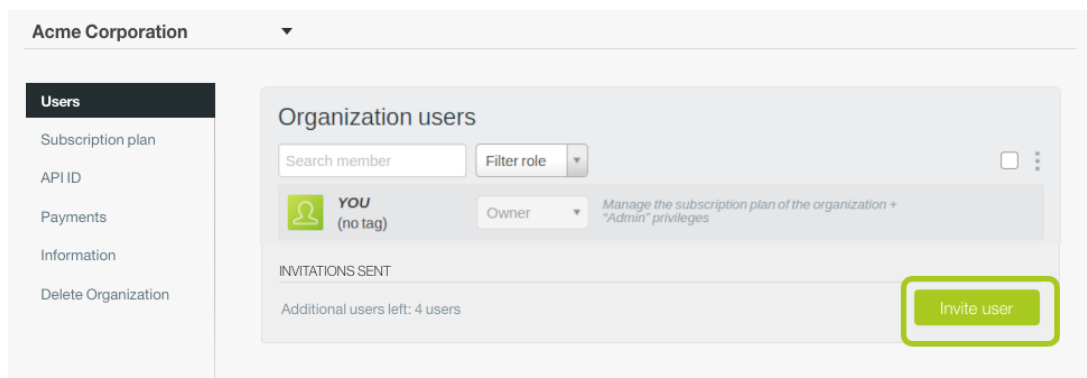 Acme Corporation
Users
Subscription plan
API ID
Payments
Information
Delete Organization
Organization users
Search member
Filter role
YOU
(no tag)
Owner
Manage the subscription plan of the organization +
"Admin" privileges
INVITATIONS SENT
Additional users left: 4 users
Invite user